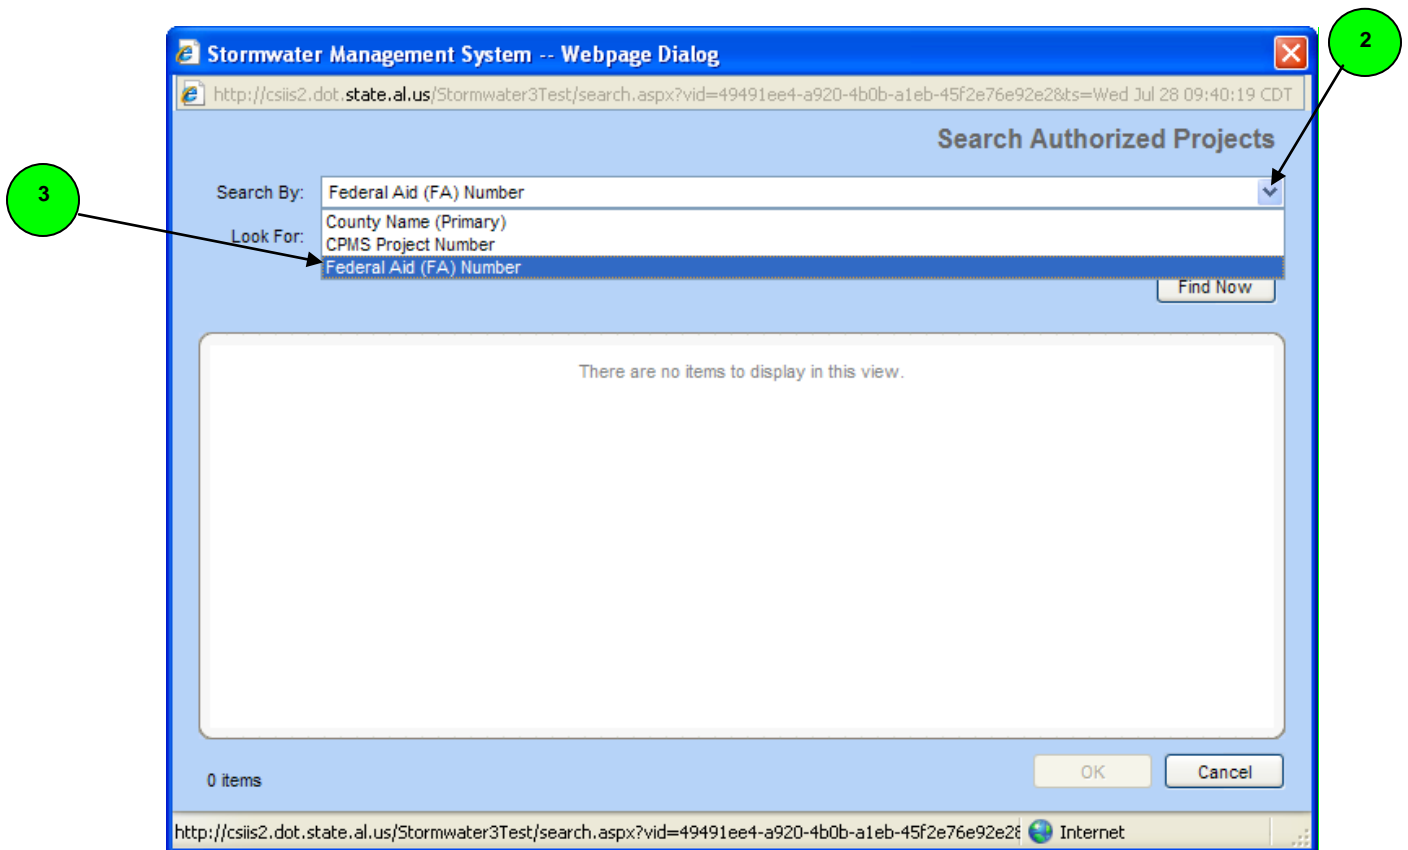 2
Stormwater Management System -- Webpage Dialog
http://csiis2.dot.state.al.us/Stormwater3Test/search.aspx?vid=49491ee4-a920-4b0b-a1eb-45f2e76e92e2&ts=Wed Jul 28 09:40:19 CDT
Search Authorized Projects
3
Search By: Federal Aid (FA) Number
County Name (Primary)
Look For:
CPMS Project Number
Federal Aid (FA) Number
Find Now
There are no items to display in this view.
0 items
OK
Cancel
http://csiis2.dot.state.al.us/Stormwater3Test/search.aspx?vid=49491ee4-a920-4b0b-a1eb-45f2e76e92e2& Internet